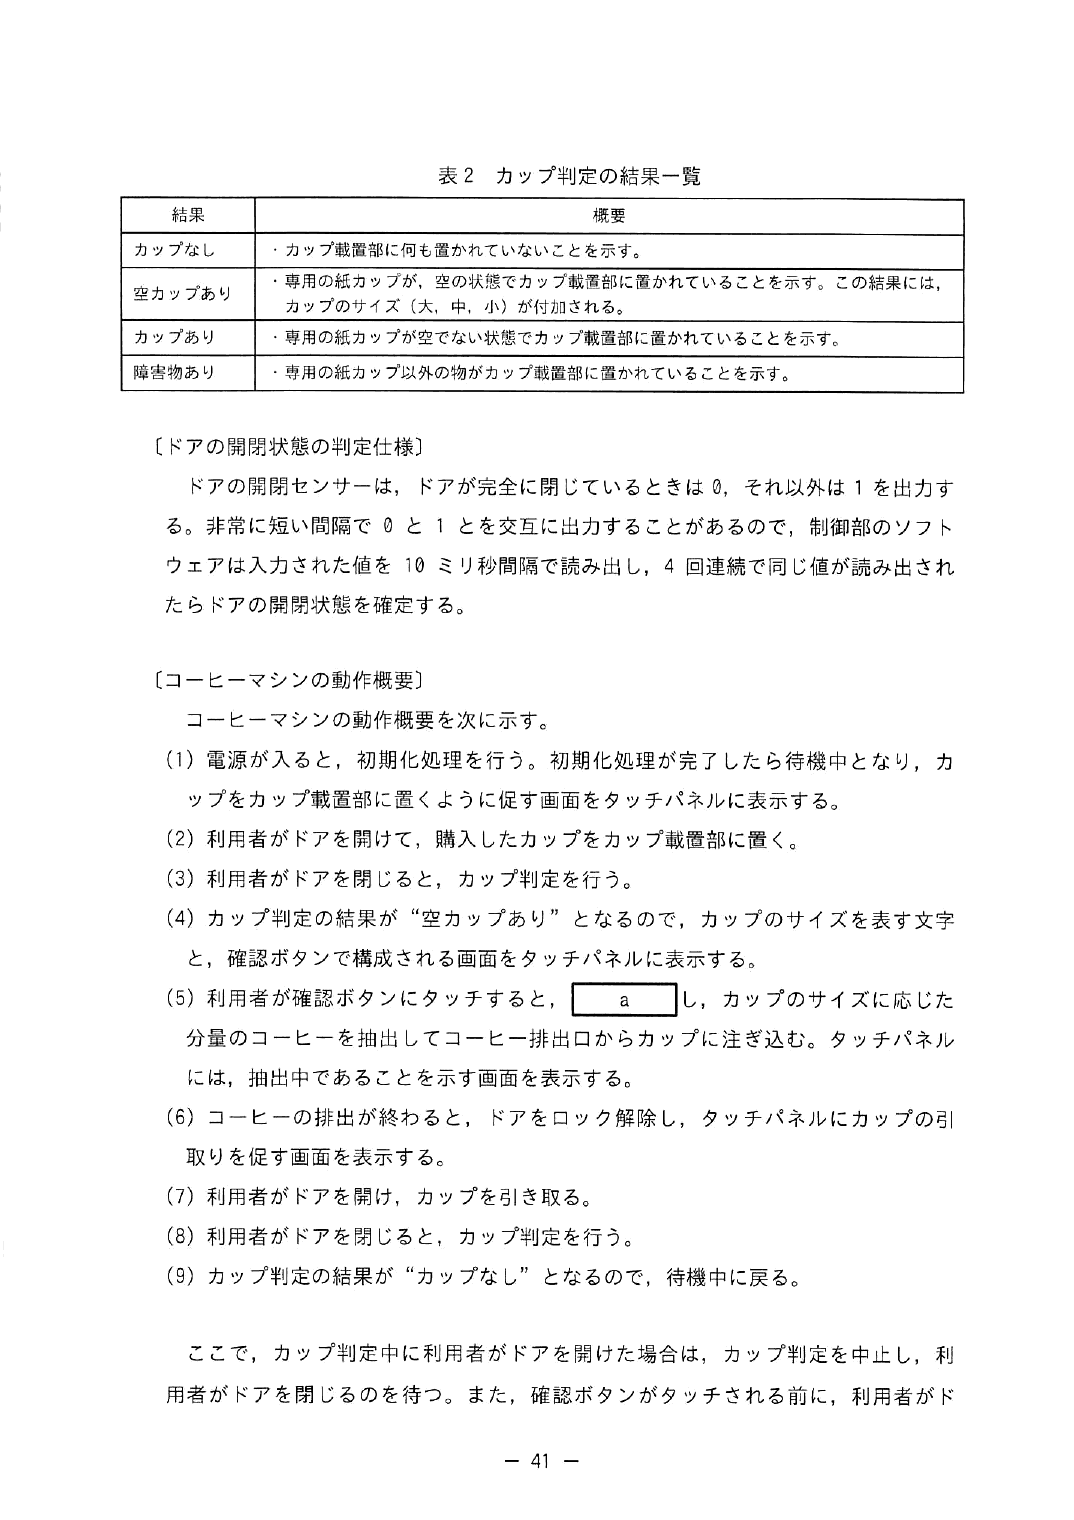 表2 カップ判定の結果一覧
結果 概要
カップなし ・カップ載置部に何も置かれていないことを示す。
空カップあり ・専用の紙カップが，空の状態でカップ載置部に置かれていることを示す。この結果には，
カップのサイズ（大，中，小）が付加される。
カップあり ・専用の紙カップが空でない状態でカップ載置部に置かれていることを示す。
障害物あり ・専用の紙カップ以外の物がカップ載置部に置かれていることを示す。
〔ドアの開閉状態の判定仕様〕
ドアの開閉センサーは，ドアが完全に閉じているときは 0，それ以外は 1 を出力す
る。非常に短い間隔で 0 と 1 とを交互に出力することがあるので，制御部のソフト
ウェアは入力された値を 10 ミリ秒間隔で読み出し，4 回連続で同じ値が読み出され
たらドアの開閉状態を確定する。
〔コーヒーマシンの動作概要〕
コーヒーマシンの動作概要を次に示す。
(1) 電源が入ると，初期化処理を行う。初期化処理が完了したら待機中となり，カ
ップをカップ載置部に置くように促す画面をタッチパネルに表示する。
(2) 利用者がドアを開けて，購入したカップをカップ載置部に置く。
(3) 利用者がドアを閉じると，カップ判定を行う。
(4) カップ判定の結果が“空カップあり”となるので，カップのサイズを表す文字
と，確認ボタンで構成される画面をタッチパネルに表示する。
(5) 利用者が確認ボタンにタッチすると， a し，カップのサイズに応じた
分量のコーヒーを抽出してコーヒー排出口からカップに注ぎ込む。タッチパネル
には，抽出中であることを示す画面を表示する。
(6) コーヒーの排出が終わると，ドアをロック解除し，タッチパネルにカップの引
取りを促す画面を表示する。
(7) 利用者がドアを開け，カップを引き取る。
(8) 利用者がドアを閉じると，カップ判定を行う。
(9) カップ判定の結果が“カップなし”となるので，待機中に戻る。
ここで，カップ判定中に利用者がドアを開けた場合は，カップ判定を中止し，利
用者がドアを閉じるのを待つ。また，確認ボタンがタッチされる前に，利用者がド
－ 41 －